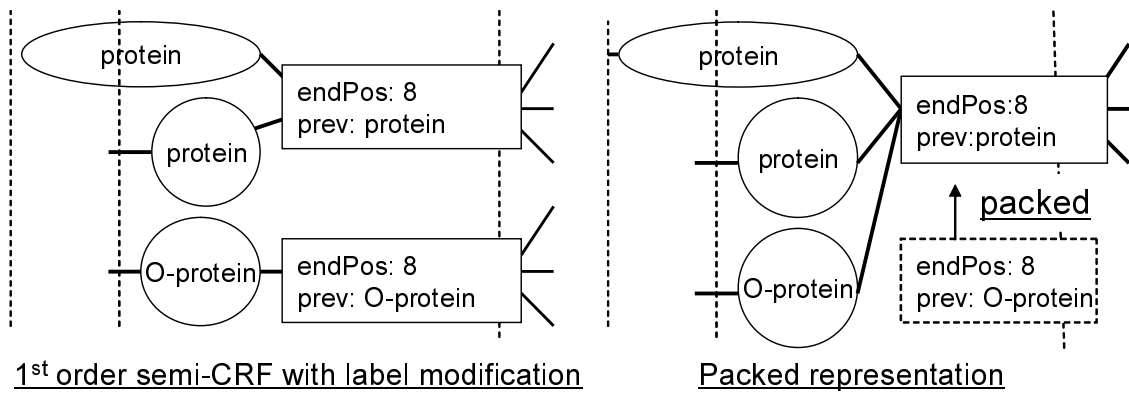 protein
endPos: 8
prev: protein
protein
O-protein
endPos: 8
prev: O-protein
1st order semi-CRF with label modification
protein
endPos:8
prev:protein
protein
packed
O-protein
endPos: 8
prev: O-protein
Packed representation